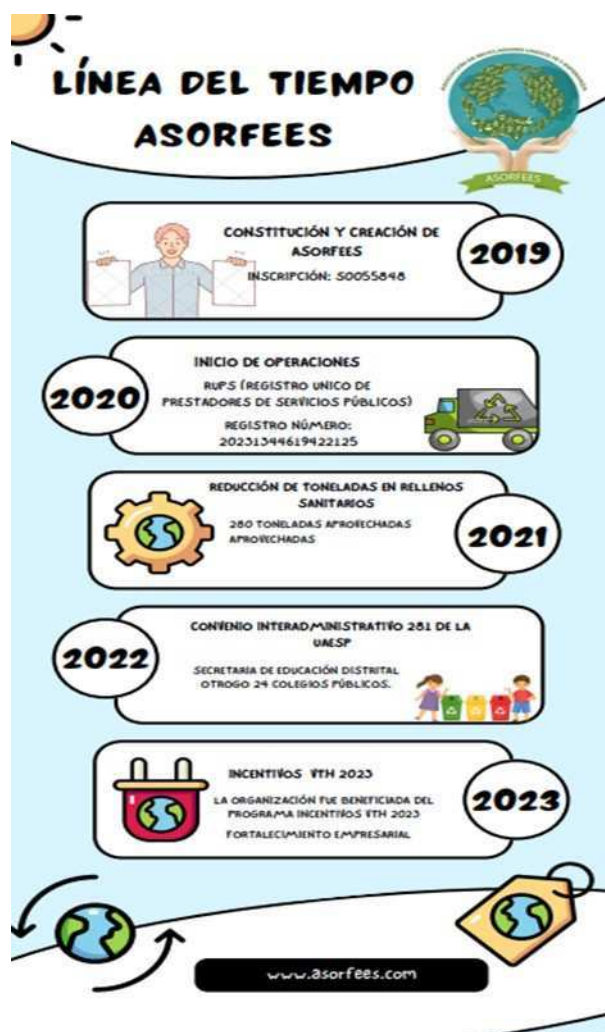 LÍNEA DEL TIEMPO
ASORFEES
ASORFEES
CONSTITUCIÓN Y CREACIÓN DE
ASORFEES
INSCRIPCIÓN: S0055848
2019
INICIO DE OPERACIONES
RUPS (REGISTRO UNICO DE
PRESTADORES DE SERVICIOS PÚBLICOS)
REGISTRO NÚMERO:
20231344619422125
2020
REDUCCIÓN DE TONELADAS EN RELLENOS
SANITARIOS
280 TONELADAS APROVECHADAS
APROVECHADAS
2021
CONVENIO INTERADMINISTRATIVO 281 DE LA
UAESP
SECRETARIA DE EDUCACIÓN DISTRITAL
OTROGO 24 COLEGIOS PÚBLICOS.
2022
INCENTIVOS VTH 2023
LA ORGANIZACIÓN FUE BENEFICIADA DEL
PROGRAMA INCENTIVOS VTH 2023
FORTALECIMIENTO EMPRESARIAL
2023
www.asorfees.com